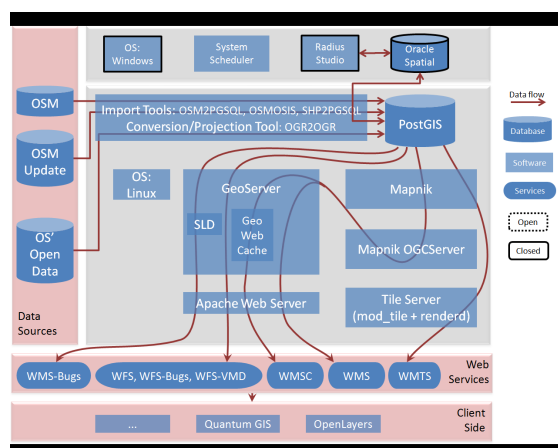 OS:
Windows
System
Scheduler
Radius
Studio
Oracle
Spatial
OSM
OSM
Update
OS'
Open
Data
Data
Sources
Import Tools: OSM2PGSQL, OSMOSIS, SHP2PGSQL
Conversion/Projection Tool: OGR2OGR
PostGIS
OS:
Linux
GeoServer
SLD
Geo
Web
Cache
Mapnik
Mapnik OGCServer
Apache Web Server
Tile Server
(mod_tile + renderd)
Data flow
Database
Software
Services
Open
Closed
WMS-Bugs
WFS, WFS-Bugs, WFS-VMD
WMSC
WMS
WMTS
Web
Services
...
Quantum GIS
OpenLayers
Client
Side